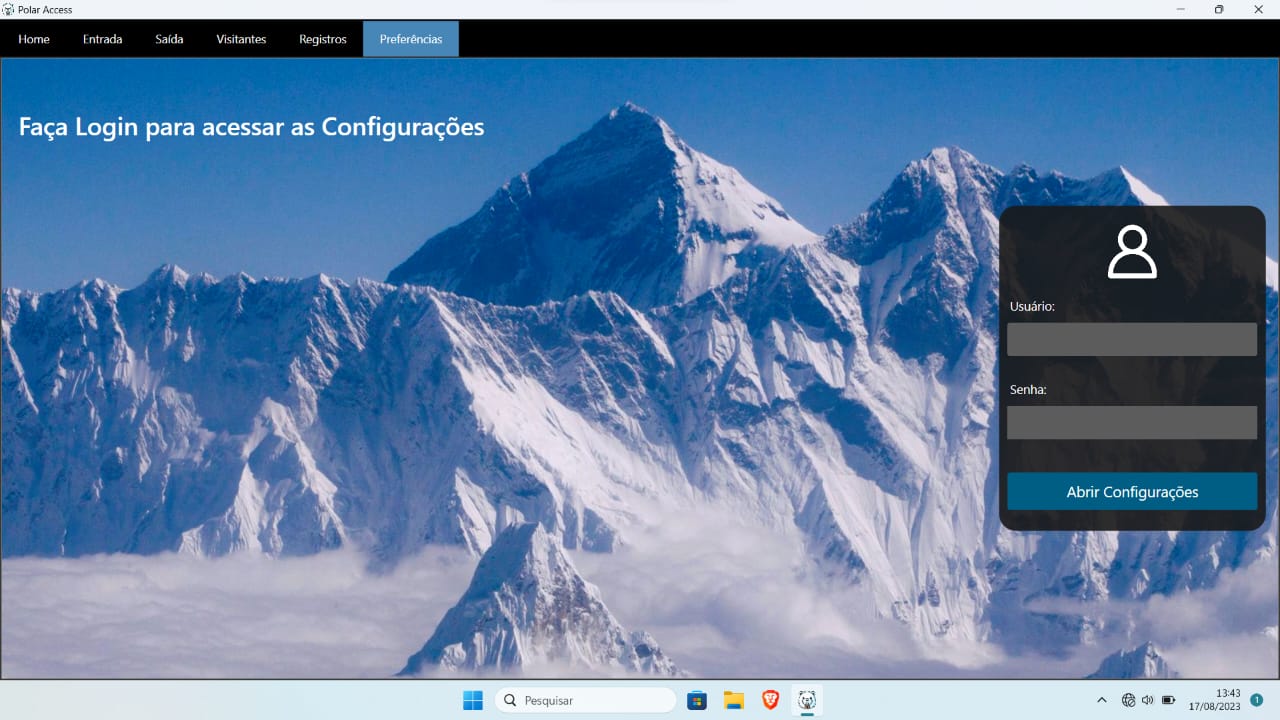 Polar Access
Home Entrada Saída Visitantes Registros Preferências
Faça Login para acessar as Configurações
Usuário:
Senha:
Abrir Configurações
Pesquisar
13:43
17/08/2023
1